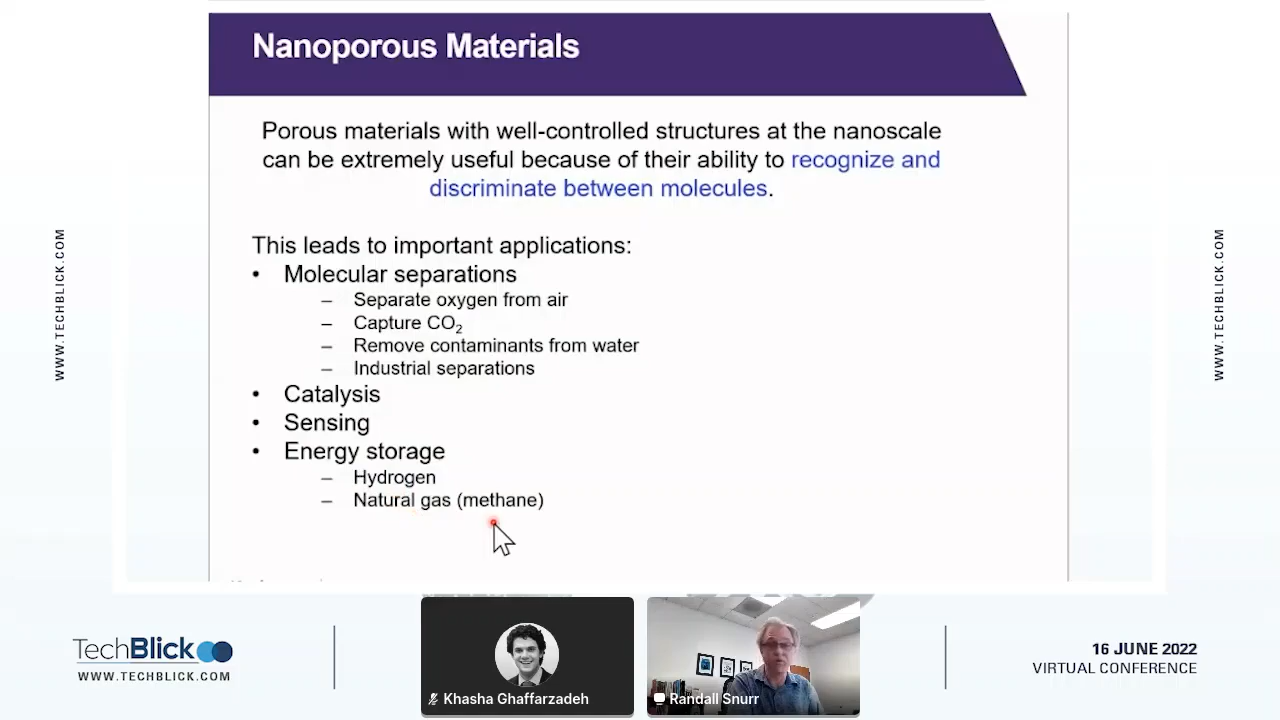 Nanoporous Materials
Porous materials with well-controlled structures at the nanoscale
can be extremely useful because of their ability to recognize and
discriminate between molecules.
This leads to important applications:
• Molecular separations
– Separate oxygen from air
– Capture CO₂
– Remove contaminants from water
– Industrial separations
• Catalysis
• Sensing
• Energy storage
– Hydrogen
– Natural gas (methane)
WWW.TECHBLICK.COM
WWW.TECHBLICK.COM
TechBlick
WWW.TECHBLICK.COM
Khasha Ghaffarzadeh
Randall Snurr
16 JUNE 2022
VIRTUAL CONFERENCE